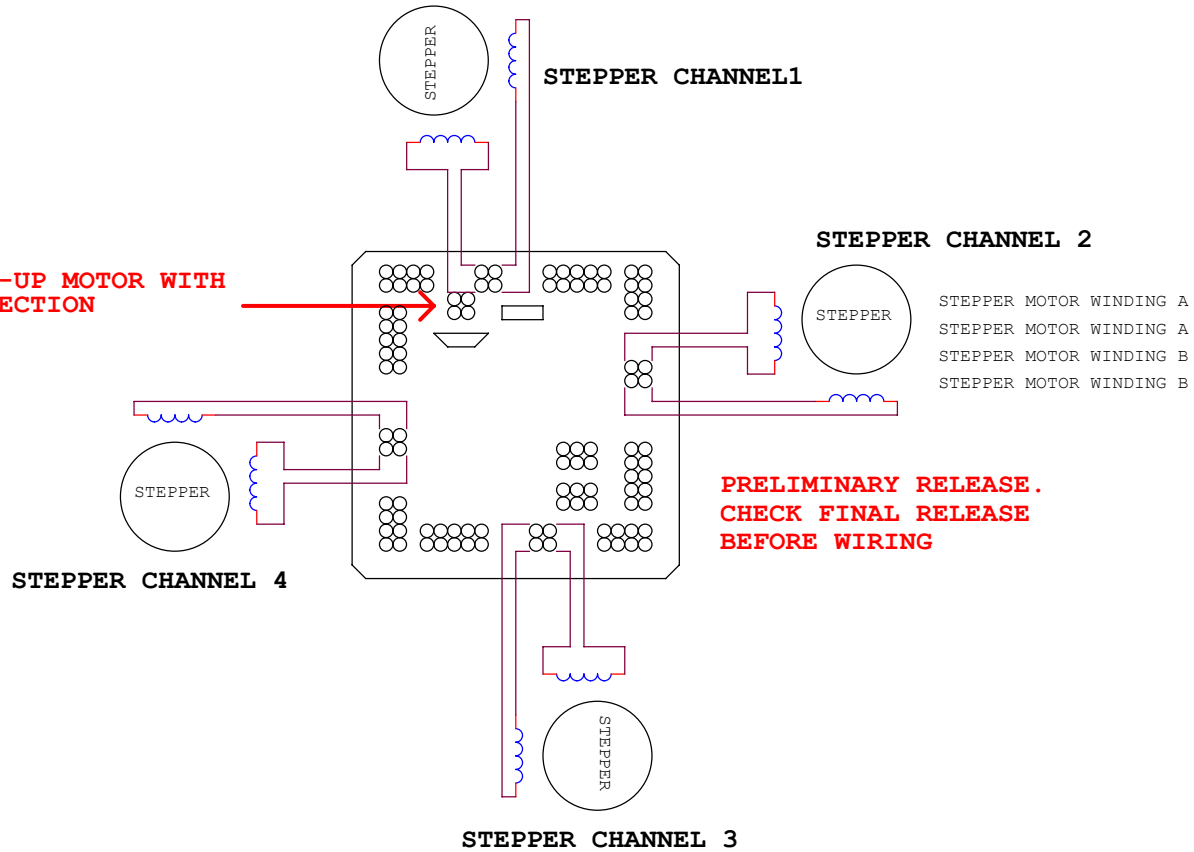 STEPPER
STEPPER CHANNEL1
STEPPER CHANNEL 2
-UP MOTOR WITH
ECTION
STEPPER
STEPPER MOTOR WINDING A
STEPPER MOTOR WINDING A
STEPPER MOTOR WINDING B
STEPPER MOTOR WINDING B
STEPPER
PRELIMINARY RELEASE.
CHECK FINAL RELEASE
BEFORE WIRING
STEPPER CHANNEL 4
STEPPER
STEPPER CHANNEL 3